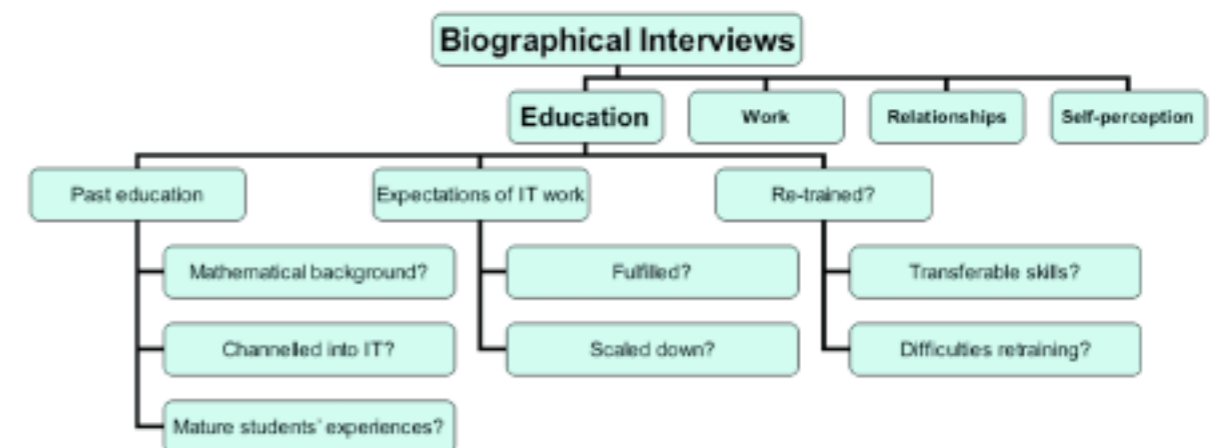 Biographical Interviews
Education
Work
Relationships
Self-perception
Past education
Expectations of IT work
Re-trained?
Mathematical background?
Fulfilled?
Transferable skills?
Channelled into IT?
Scaled down?
Difficulties retraining?
Mature students' experiences?